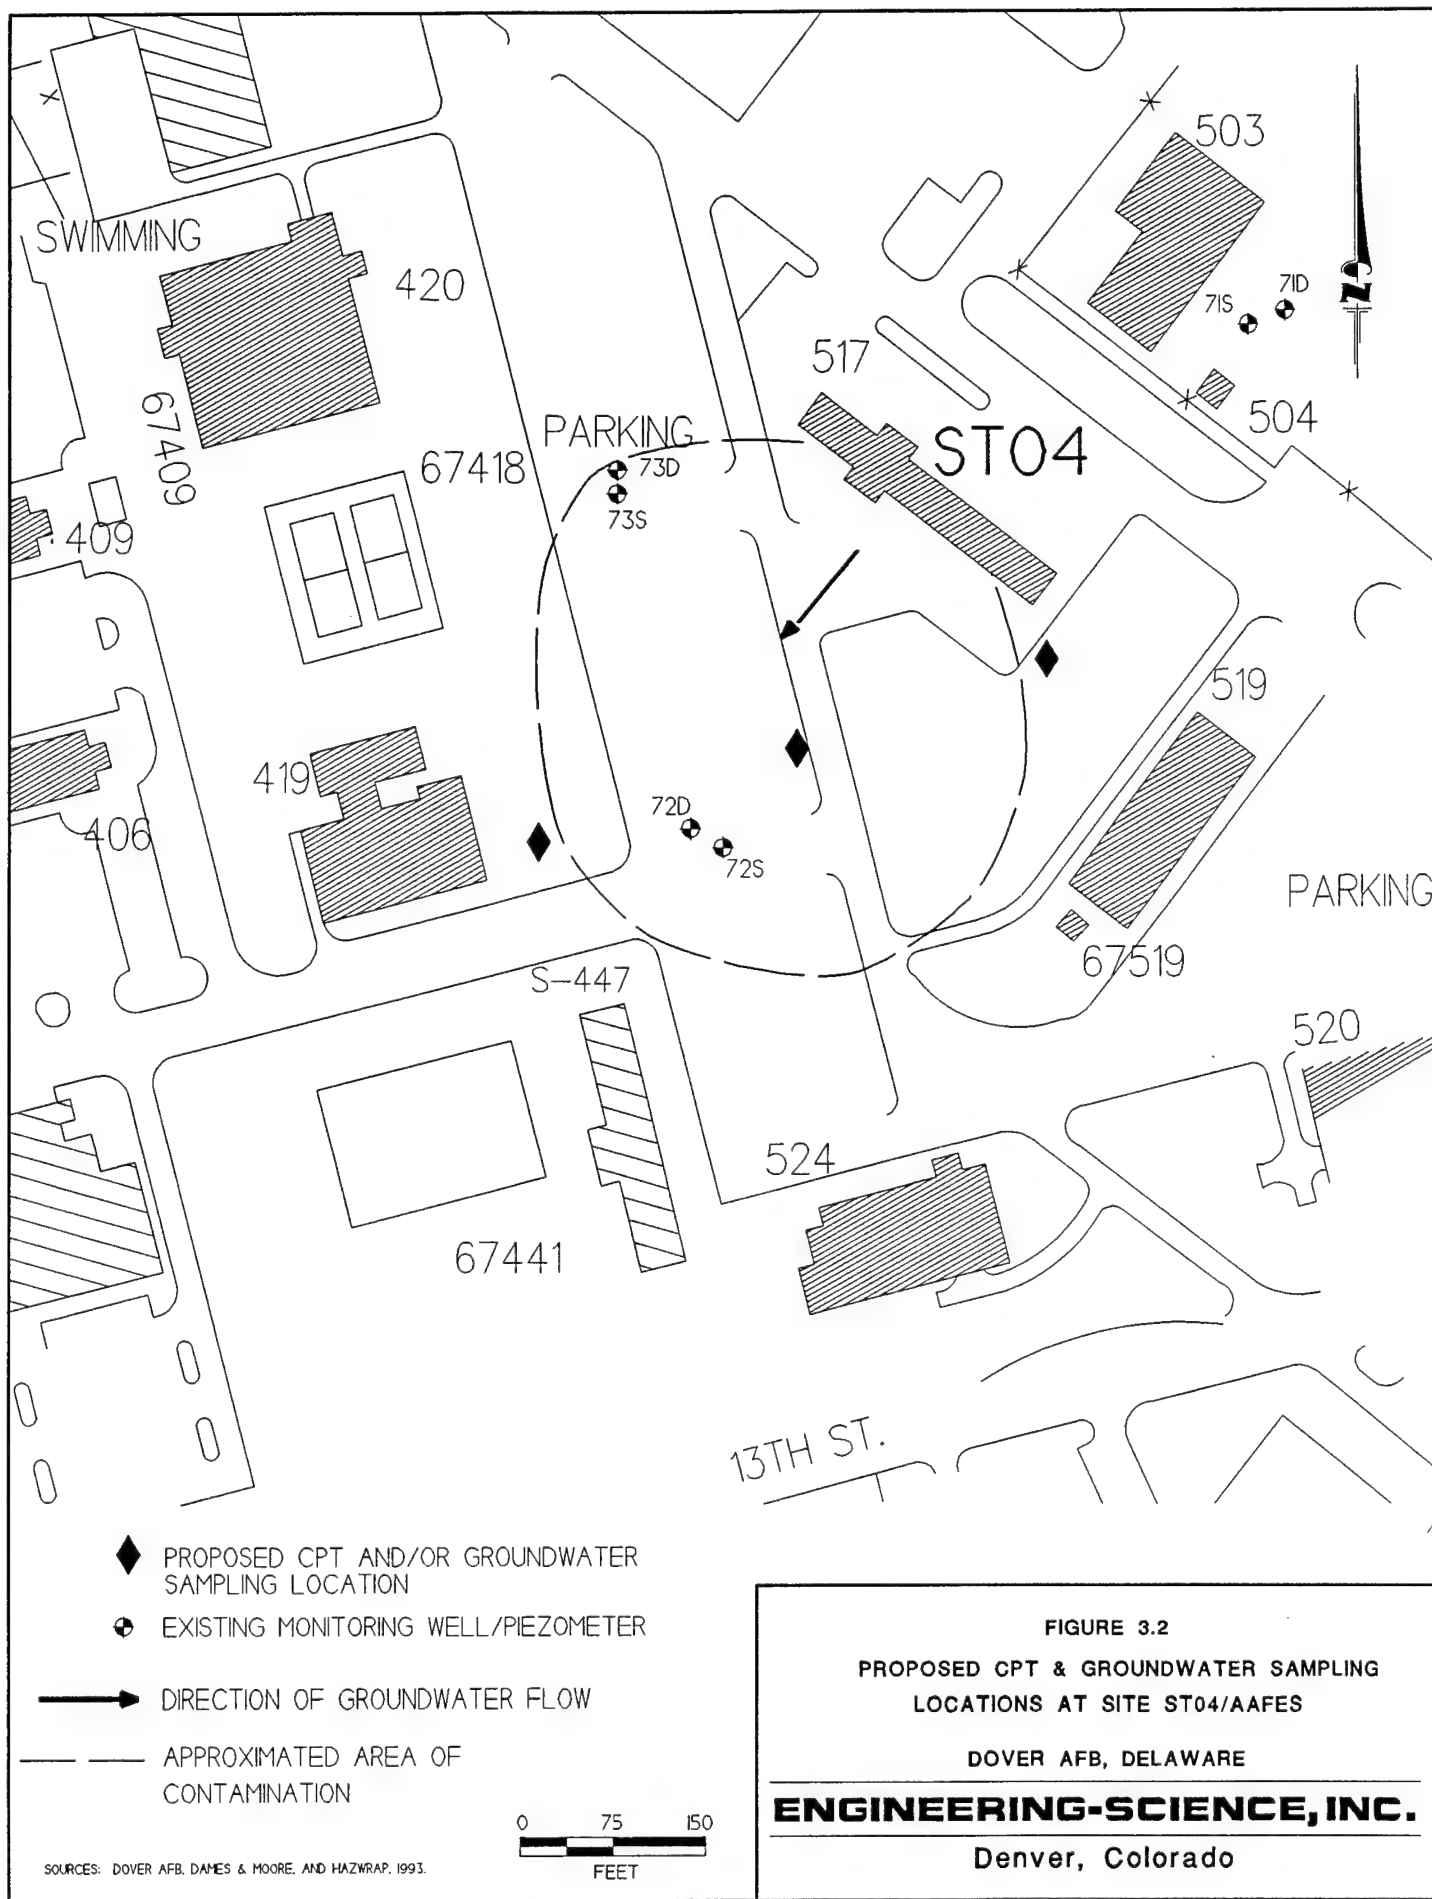 503
SWIMMING
420
71D
71S
N
517
67409
PARKING
504
ST04
67418
73D
73S
409
519
419
72D
406
72S
PARKING
67519
S-447
520
524
67441
13TH ST.
PROPOSED CPT AND/OR GROUNDWATER
SAMPLING LOCATION
EXISTING MONITORING WELL/PIEZOMETER
DIRECTION OF GROUNDWATER FLOW
APPROXIMATED AREA OF
CONTAMINATION
0 75 150
FEET
SOURCES: DOVER AFB, DAMES & MOORE, AND HAZWRAP, 1993.
FIGURE 3.2
PROPOSED CPT & GROUNDWATER SAMPLING
LOCATIONS AT SITE ST04/AAFES
DOVER AFB, DELAWARE
ENGINEERING-SCIENCE, INC.
Denver, Colorado